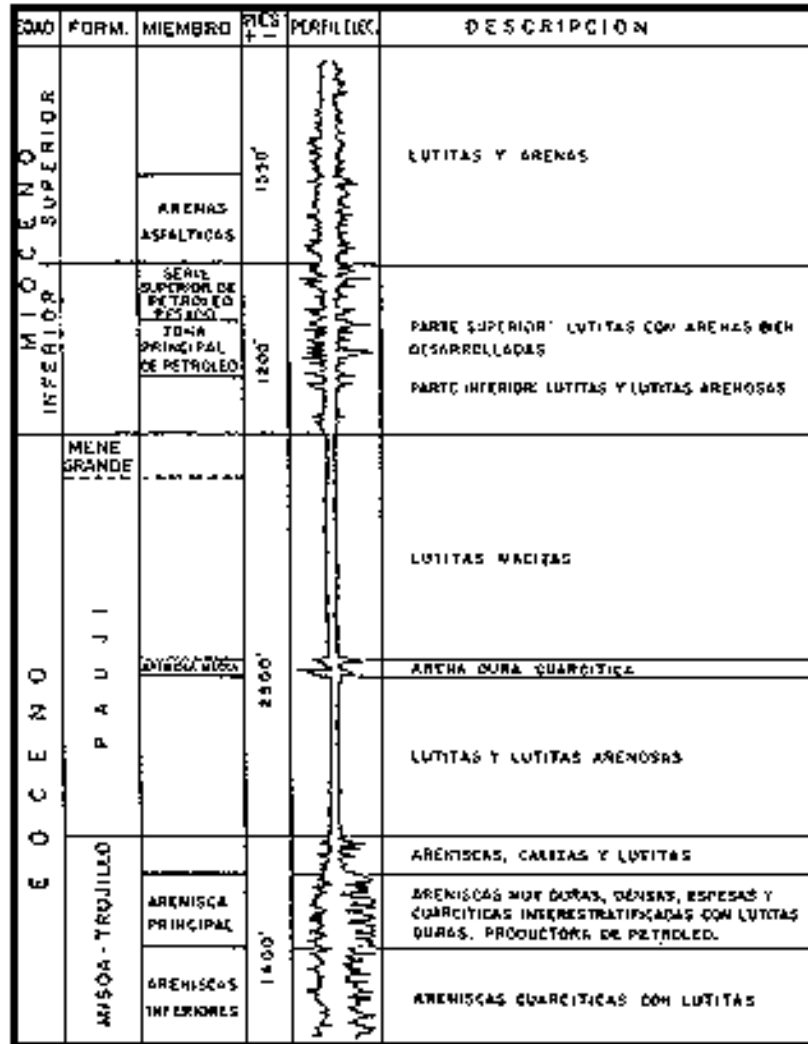 EDAD FORM. MIEMBRO PIES + - PERFIL ELEC. DESCRIPCION
MIOCENO
SUPERIOR
LUTITAS Y ARENAS
ARENAS
ASFALTICAS
INFERIOR
SERIE
SUPERIOR DE
PETROLEO
PESADO
1200'
ZONA
PRINCIPAL
DE PETROLEO
PARTE SUPERIOR: LUTITAS CON ARENAS BIEN
DESARROLLADAS
PARTE INFERIOR: LUTITAS Y LUTITAS ARENOSAS
EOCENO
MENE
GRANDE
PAUJI
LUTITAS MACIZAS
ARENA DURA CUARCITICA
LUTITAS Y LUTITAS ARENOSAS
MISOA - TROJILLO
ARENISCAS, CALIZAS Y LUTITAS
ARENISCA
PRINCIPAL
1400'
ARENISCAS MUY DURAS, DENSAS, ESPESAS Y
CUARCITICAS INTERESTRATIFICADAS CON LUTITAS
DURAS. PRODUCTORA DE PETROLEO.
ARENISCAS
INFERIORES
ARENISCAS CUARCITICAS CON LUTITAS